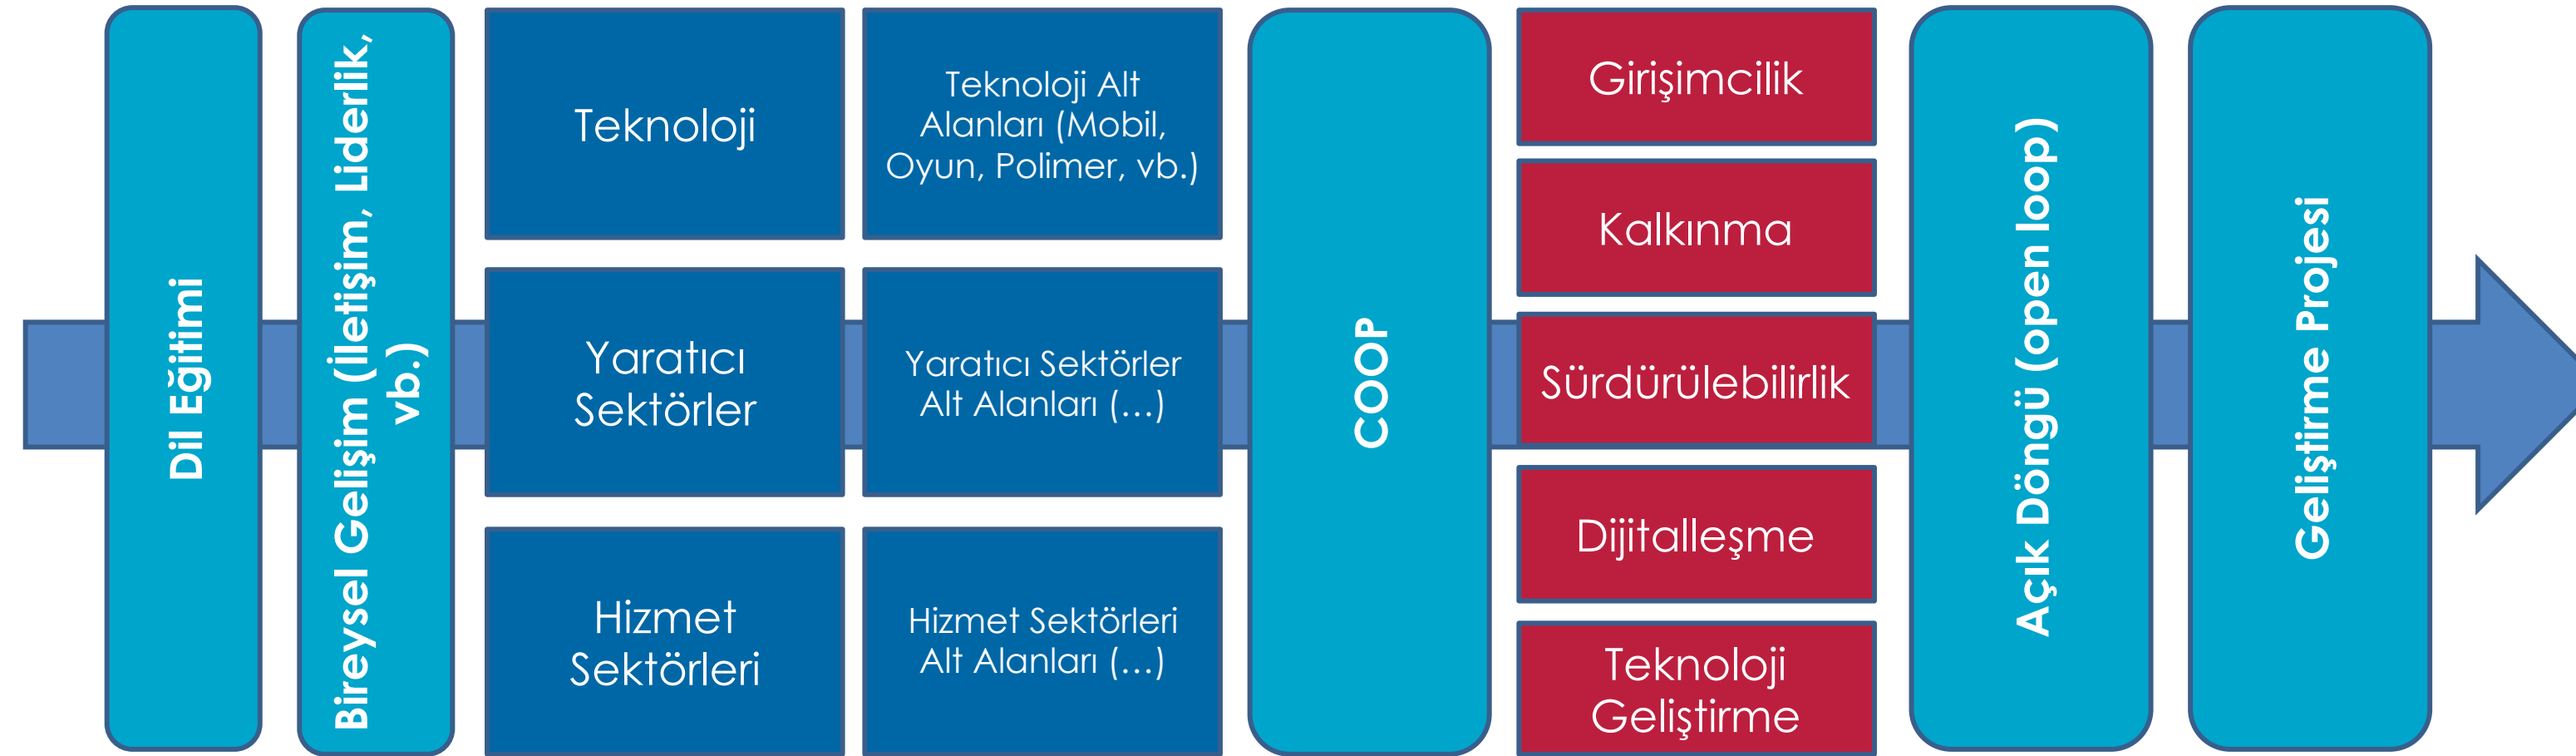 Dil Eğitimi
Bireysel Gelişim (İletişim, Liderlik,
vb.)
Teknoloji
Yaratıcı
Sektörler
Hizmet
Sektörleri
Teknoloji Alt
Alanları (Mobil,
Oyun, Polimer, vb.)
Yaratıcı Sektörler
Alt Alanları (...)
Hizmet Sektörleri
Alt Alanları (...)
COOP
Girişimcilik
Kalkınma
Sürdürülebilirlik
Dijitalleşme
Teknoloji
Geliştirme
Açık Döngü (open loop)
Geliştirme Projesi